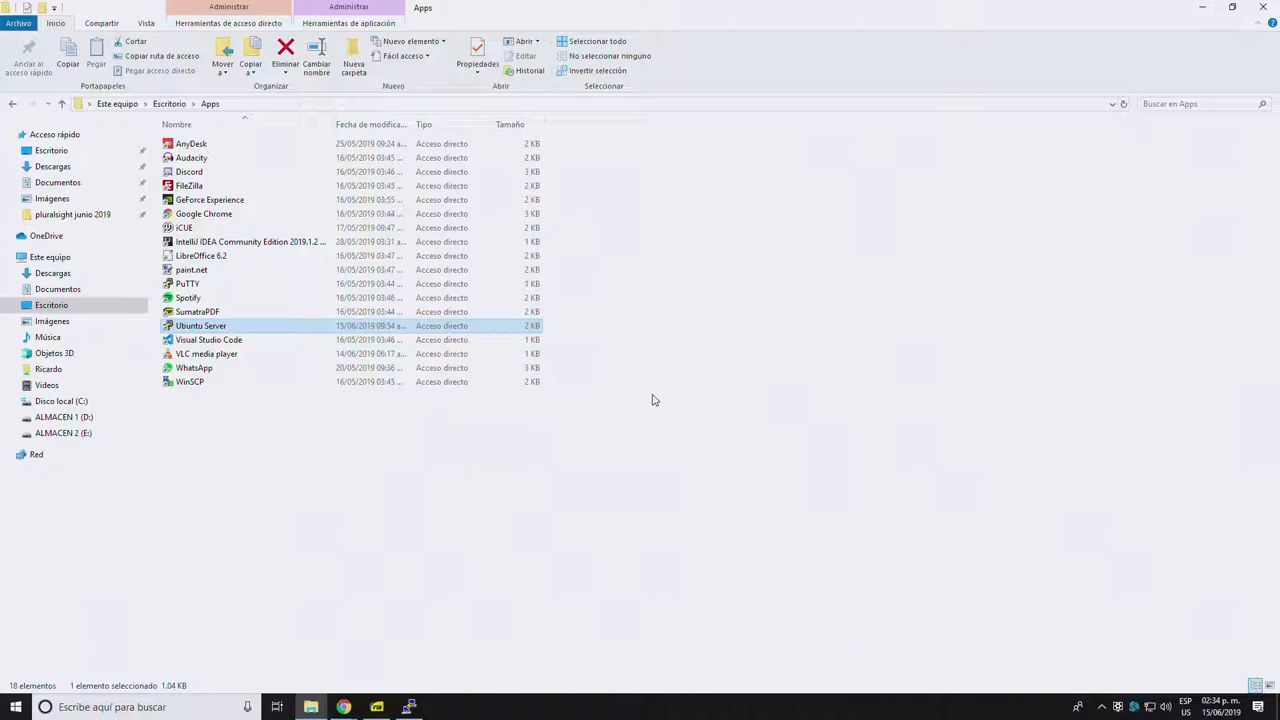 Administrar
Administrar
Apps
Archivo
Inicio
Compartir
Vista
Herramientas de acceso directo
Herramientas de aplicación
Anclar al
acceso rápido
Copiar
Pegar
Cortar
Copiar ruta de acceso
Pegar acceso directo
Portapapeles
Mover
a
Copiar
a
Eliminar
Cambiar
nombre
Organizar
Nueva
carpeta
Nuevo elemento
Fácil acceso
Nuevo
Propiedades
Abrir
Editar
Historial
Abrir
Seleccionar todo
No seleccionar ninguno
Invertir selección
Seleccionar
Este equipo > Escritorio > Apps
Buscar en Apps
Nombre Fecha de modifica... Tipo Tamaño
Acceso rápido
Escritorio
Descargas
Documentos
Imágenes
pluralsight junio 2019
OneDrive
Este equipo
Descargas
Documentos
Escritorio
Imágenes
Música
Objetos 3D
Ricardo
Videos
Disco local (C:)
ALMACEN 1 (D:)
ALMACEN 2 (E:)
Red
AnyDesk 25/05/2019 09:24 a... Acceso directo 2 KB
Audacity 16/05/2019 03:45 ... Acceso directo 2 KB
Discord 16/05/2019 03:46 ... Acceso directo 3 KB
FileZilla 16/05/2019 03:45 ... Acceso directo 2 KB
GeForce Experience 16/05/2019 03:55 ... Acceso directo 2 KB
Google Chrome 16/05/2019 03:44 ... Acceso directo 3 KB
iCUE 17/05/2019 09:47 ... Acceso directo 2 KB
IntelliJ IDEA Community Edition 2019.1.2 ... 28/05/2019 03:31 a... Acceso directo 1 KB
LibreOffice 6.2 16/05/2019 03:47 ... Acceso directo 2 KB
paint.net 16/05/2019 03:47 ... Acceso directo 2 KB
PuTTY 16/05/2019 03:44 ... Acceso directo 1 KB
Spotify 16/05/2019 03:46 ... Acceso directo 2 KB
SumatraPDF 16/05/2019 03:44 ... Acceso directo 2 KB
Ubuntu Server 15/06/2019 09:54 a... Acceso directo 2 KB
Visual Studio Code 16/05/2019 03:46 ... Acceso directo 1 KB
VLC media player 14/06/2019 06:17 a... Acceso directo 1 KB
WhatsApp 20/05/2019 09:36 ... Acceso directo 3 KB
WinSCP 16/05/2019 03:45 ... Acceso directo 2 KB
18 elementos 1 elemento seleccionado 1.04 KB
Escribe aquí para buscar
ESP
US
02:34 p. m.
15/06/2019